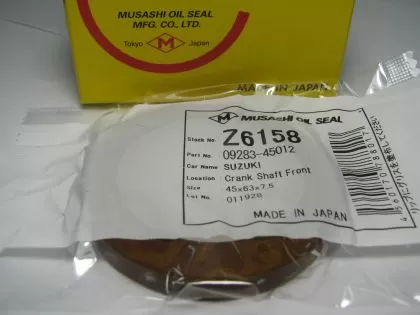 MUSASHI OIL SEAL
MFG. CO., LTD.
Tokyo M Japan
MADE IN JAPAN
M MUSASHI OIL SEAL
Stock No. Z6158
Part No. 09283-45012
Car Name SUZUKI
Location Crank Shaft Front
Size 45x63x7.5
Lot No. 011928
MADE IN JAPAN